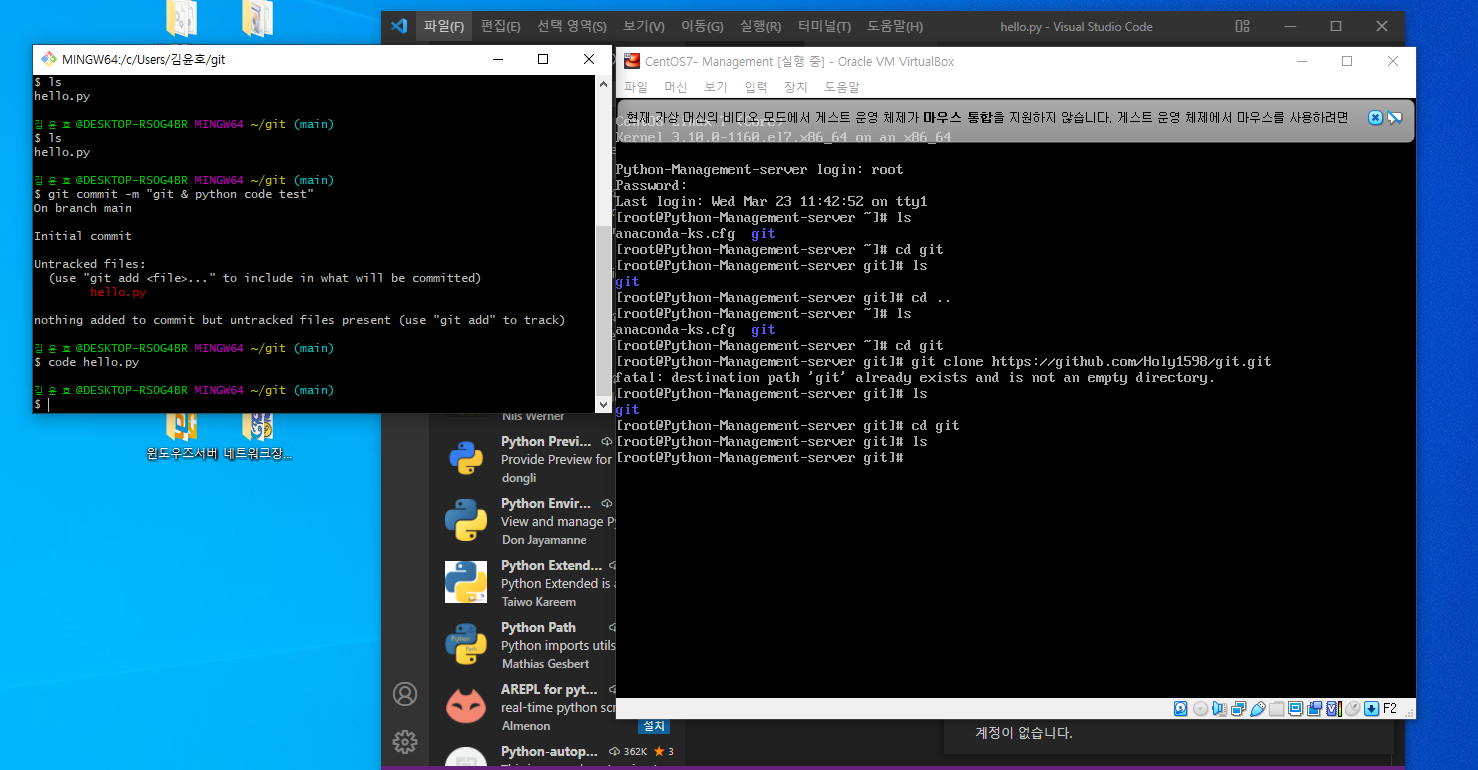 파일(F) 편집(E) 선택 영역(S) 보기(V) 이동(G) 실행(R) 터미널(T) 도움말(H) hello.py - Visual Studio Code
MINGW64:/c/Users/김윤호/git
$ ls
hello.py
김윤호@DESKTOP-RSOG4BR MINGW64 ~/git (main)
$ ls
hello.py
김윤호@DESKTOP-RSOG4BR MINGW64 ~/git (main)
$ git commit -m "git & python code test"
On branch main
Initial commit
Untracked files:
(use "git add <file>..." to include in what will be committed)
hello.py
nothing added to commit but untracked files present (use "git add" to track)
김윤호@DESKTOP-RSOG4BR MINGW64 ~/git (main)
$ code hello.py
김윤호@DESKTOP-RSOG4BR MINGW64 ~/git (main)
$
윈도우즈서버 네트워크장...
CentOS7- Management [실행 중] - Oracle VM VirtualBox
파일 머신 보기 입력 장치 도움말
현재 가상 머신의 비디오 모드에서 게스트 운영 체제가 마우스 통합을 지원하지 않습니다. 게스트 운영 체제에서 마우스를 사용하려면
Kernel 3.10.0-1160.el7.x86_64 on an x86_64
Python-Management-server login: root
Password:
Last login: Wed Mar 23 11:42:52 on tty1
[root@Python-Management-server ~]# ls
anaconda-ks.cfg git
[root@Python-Management-server ~]# cd git
[root@Python-Management-server git]# ls
git
[root@Python-Management-server git]# cd ..
[root@Python-Management-server ~]# ls
anaconda-ks.cfg git
[root@Python-Management-server ~]# cd git
[root@Python-Management-server git]# git clone https://github.com/Holy1598/git.git
fatal: destination path 'git' already exists and is not an empty directory.
[root@Python-Management-server git]# ls
git
[root@Python-Management-server git]# cd git
[root@Python-Management-server git]# ls
[root@Python-Management-server git]#
F2
Nils Werner
Python Previ...
Provide Preview for
dongli
Python Envir...
View and manage Py
Don Jayamanne
Python Extend...
Python Extended is a
Taiwo Kareem
Python Path
Python imports utils
Mathias Gesbert
AREPL for pyt...
real-time python scr
Almenon
설치
Python-autop... 362K ★ 3
계정이 없습니다.